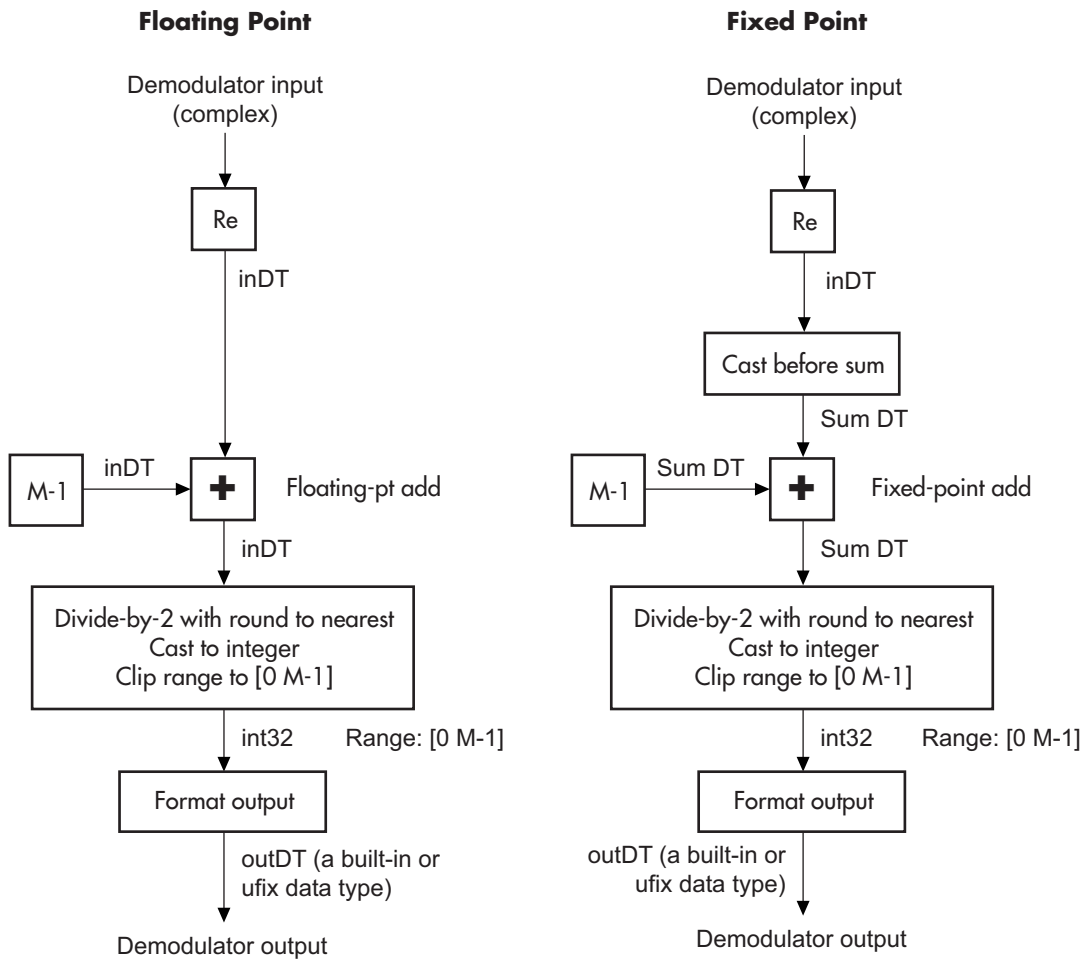 Floating Point
Demodulator input
(complex)
Re
inDT
M-1
inDT
Floating-pt add
inDT
Divide-by-2 with round to nearest
Cast to integer
Clip range to [0 M-1]
int32
Range: [0 M-1]
Format output
outDT (a built-in or
ufix data type)
Demodulator output
Fixed Point
Demodulator input
(complex)
Re
inDT
Cast before sum
Sum DT
M-1
Sum DT
Fixed-point add
Sum DT
Divide-by-2 with round to nearest
Cast to integer
Clip range to [0 M-1]
int32
Range: [0 M-1]
Format output
outDT (a built-in or
ufix data type)
Demodulator output